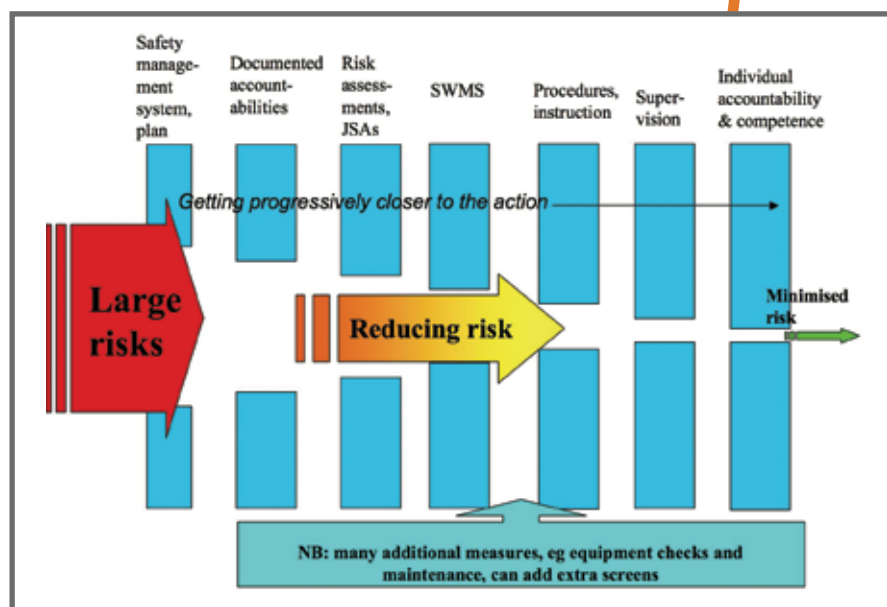 Safety
manage-
ment
system,
plan
Documented
account-
abilities
Risk
assess-
ments,
JSAs
SWMS
Procedures,
instruction
Super-
vision
Individual
accountability
& competence
Getting progressively closer to the action
Large
risks
Reducing risk
Minimised
risk
NB: many additional measures, eg equipment checks and
maintenance, can add extra screens